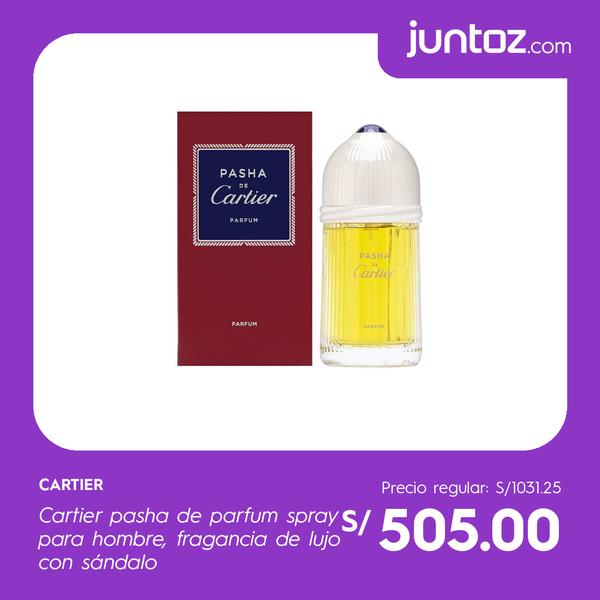 juntoz.com
PASHA
DE
Cartier
PARFUM
PARFUM
PASHA
DE
Cartier
PARFUM
CARTIER
Cartier pasha de parfum spray
para hombre, fragancia de lujo
con sándalo
Precio regular: S/1031.25
S/ 505.00